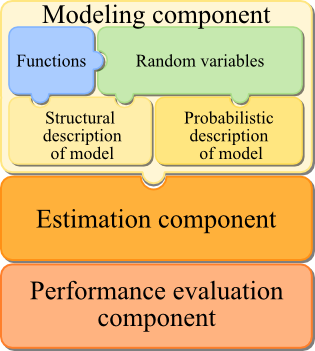 Modeling component
Functions
Random variables
Structural
description
of model
Probabilistic
description
of model
Estimation component
Performance evaluation
component